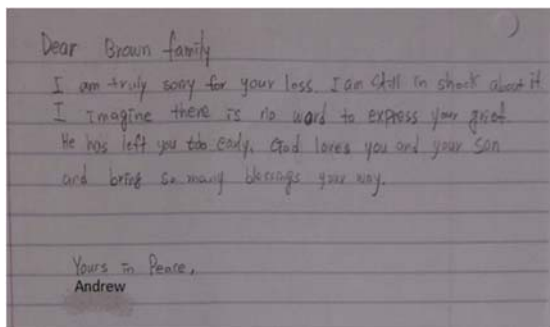 Dear Brown family
I am truly sorry for your loss. I am still in shock about it
I imagine there is no word to express your grief.
He has left you too early. God loves you and your son
and bring so many blessings your way.
Yours in Peace,
Andrew